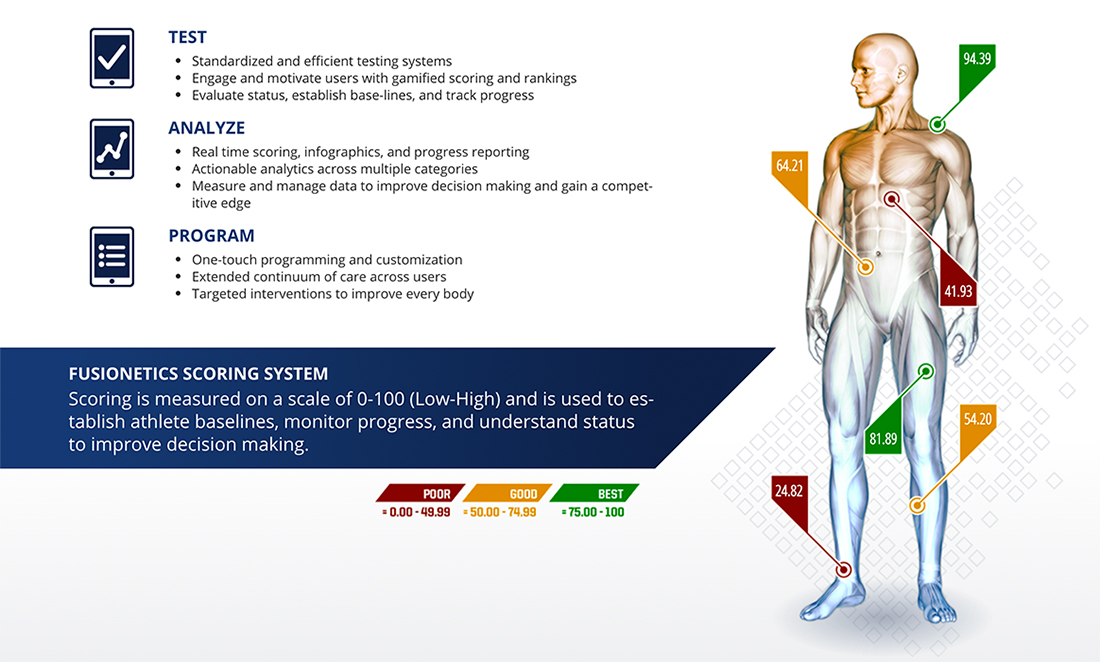 TEST
• Standardized and efficient testing systems
• Engage and motivate users with gamified scoring and rankings
• Evaluate status, establish base-lines, and track progress
ANALYZE
• Real time scoring, infographics, and progress reporting
• Actionable analytics across multiple categories
• Measure and manage data to improve decision making and gain a compet-
itive edge
PROGRAM
• One-touch programming and customization
• Extended continuum of care across users
• Targeted interventions to improve every body
FUSIONETICS SCORING SYSTEM
Scoring is measured on a scale of 0-100 (Low-High) and is used to es-
tablish athlete baselines, monitor progress, and understand status
to improve decision making.
POOR GOOD BEST
= 0.00 - 49.99 = 50.00 - 74.99 = 75.00 - 100
94.39
64.21
41.93
81.89
54.20
24.82